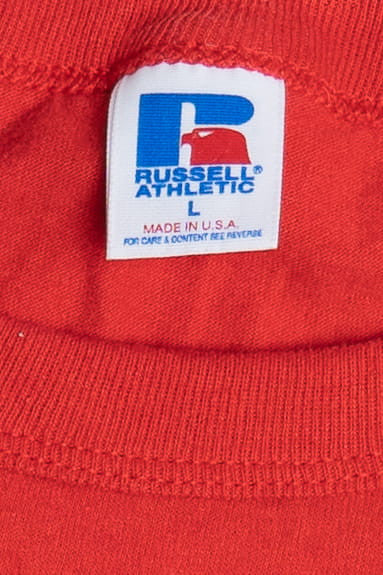 RUSSELL®
ATHLETIC
L
MADE IN U.S.A.
FOR CARE & CONTENT SEE REVERSE